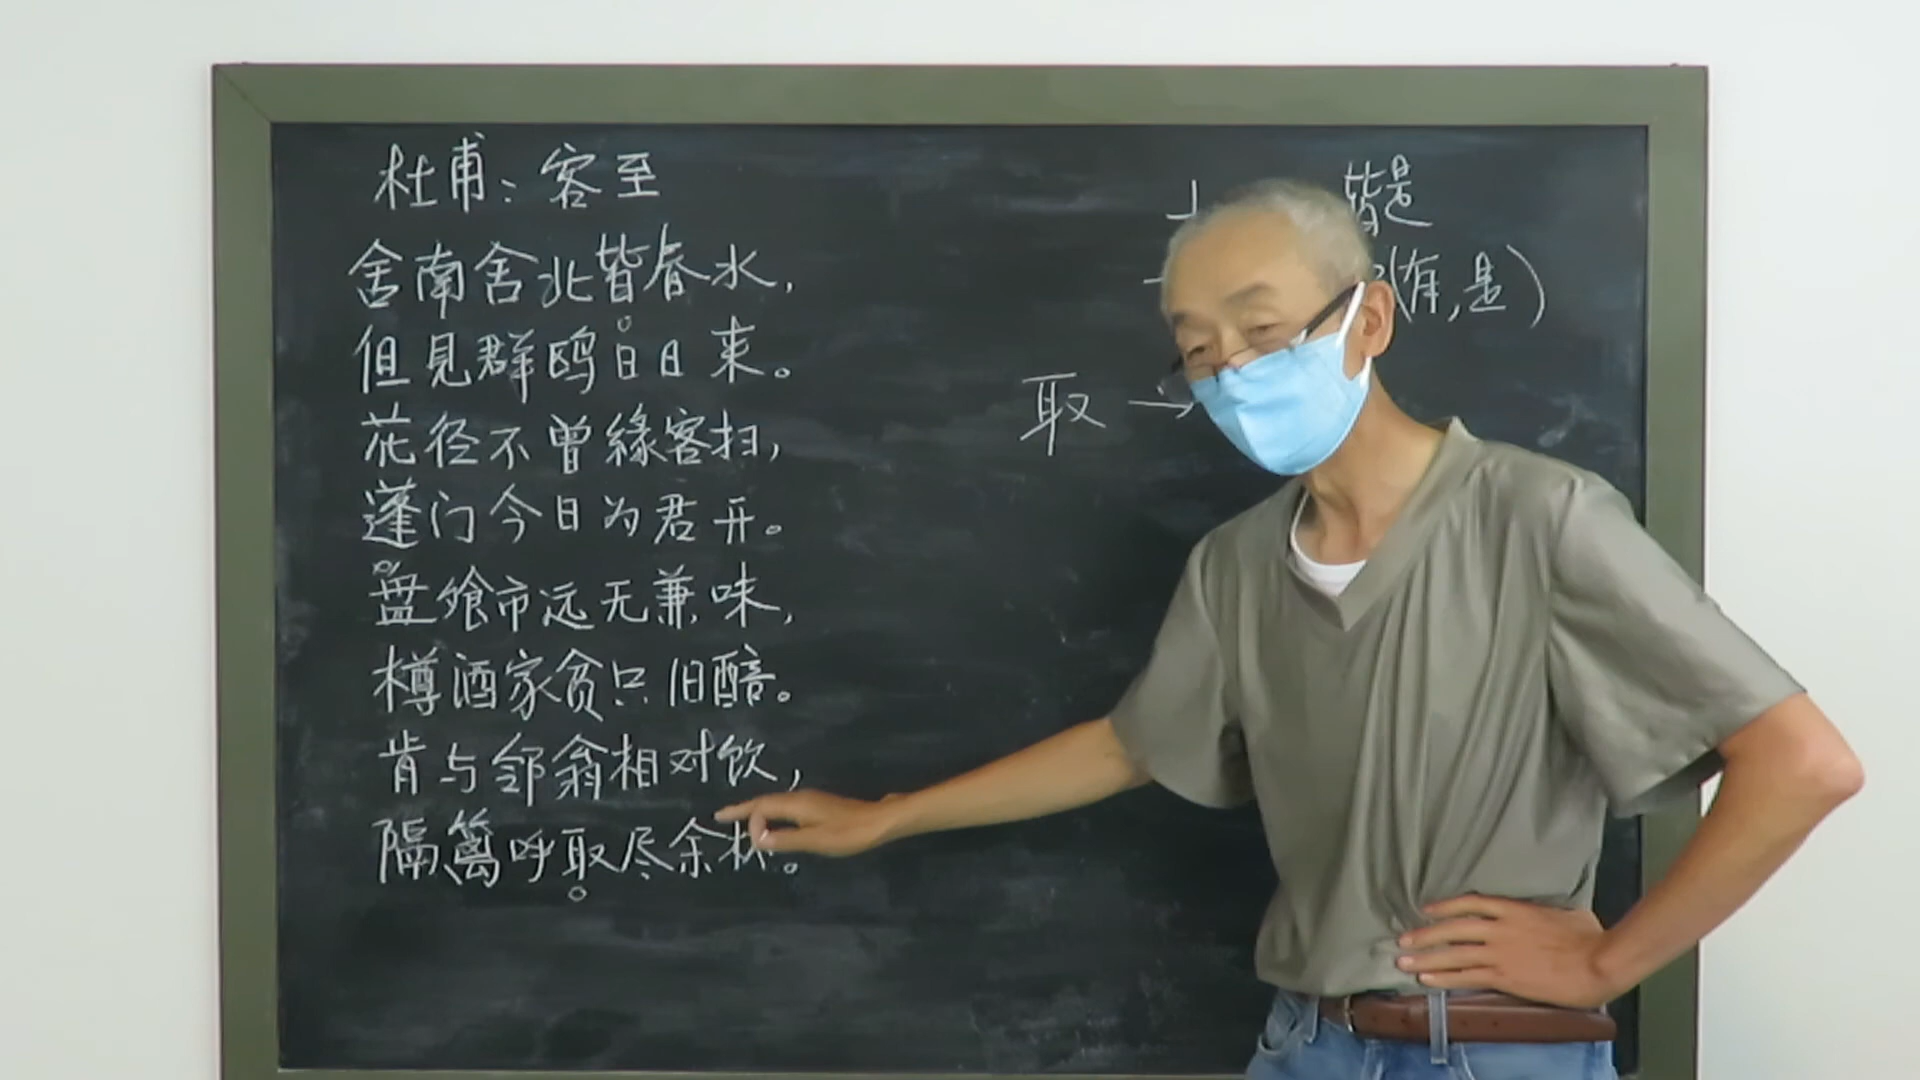 杜甫：客至
舍南舍北皆春水，
但见群鸥日日来。
花径不曾緣客扫，
蓬门今日为君开。
盘飧市远无兼味，
樽酒家贫只旧醅。
肯与邻翁相对饮，
隔篱呼取尽余杯。
皆是
(有,是)
取→